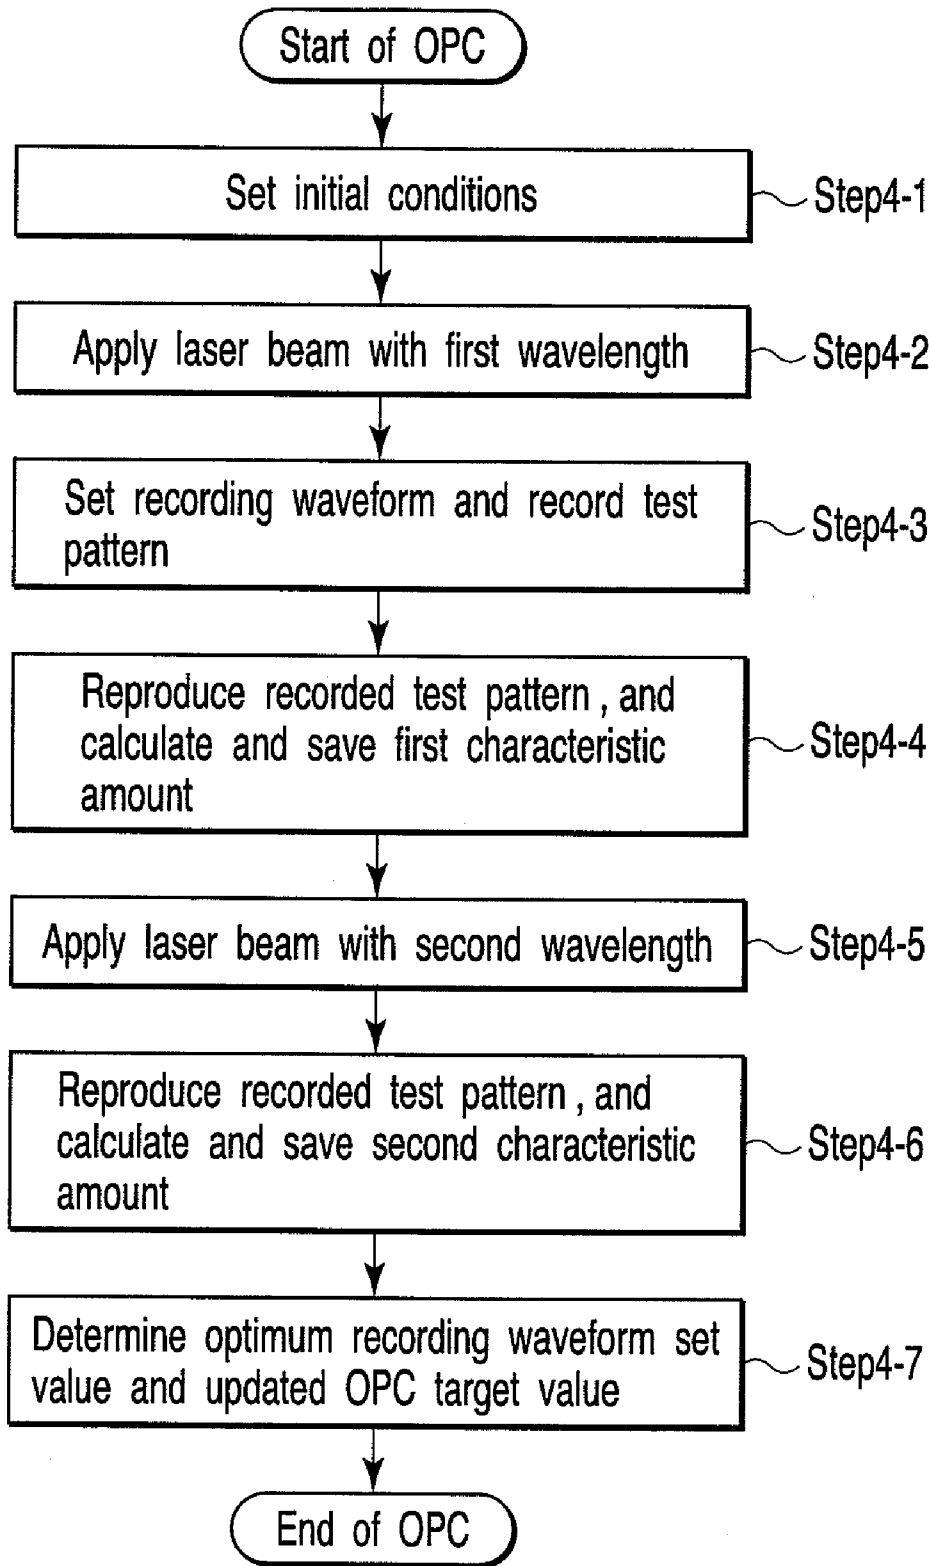 Start of OPC
Set initial conditions
Step4-1
Apply laser beam with first wavelength
Step4-2
Set recording waveform and record test
pattern
Step4-3
Reproduce recorded test pattern , and
calculate and save first characteristic
amount
Step4-4
Apply laser beam with second wavelength
Step4-5
Reproduce recorded test pattern , and
calculate and save second characteristic
amount
Step4-6
Determine optimum recording waveform set
value and updated OPC target value
Step4-7
End of OPC